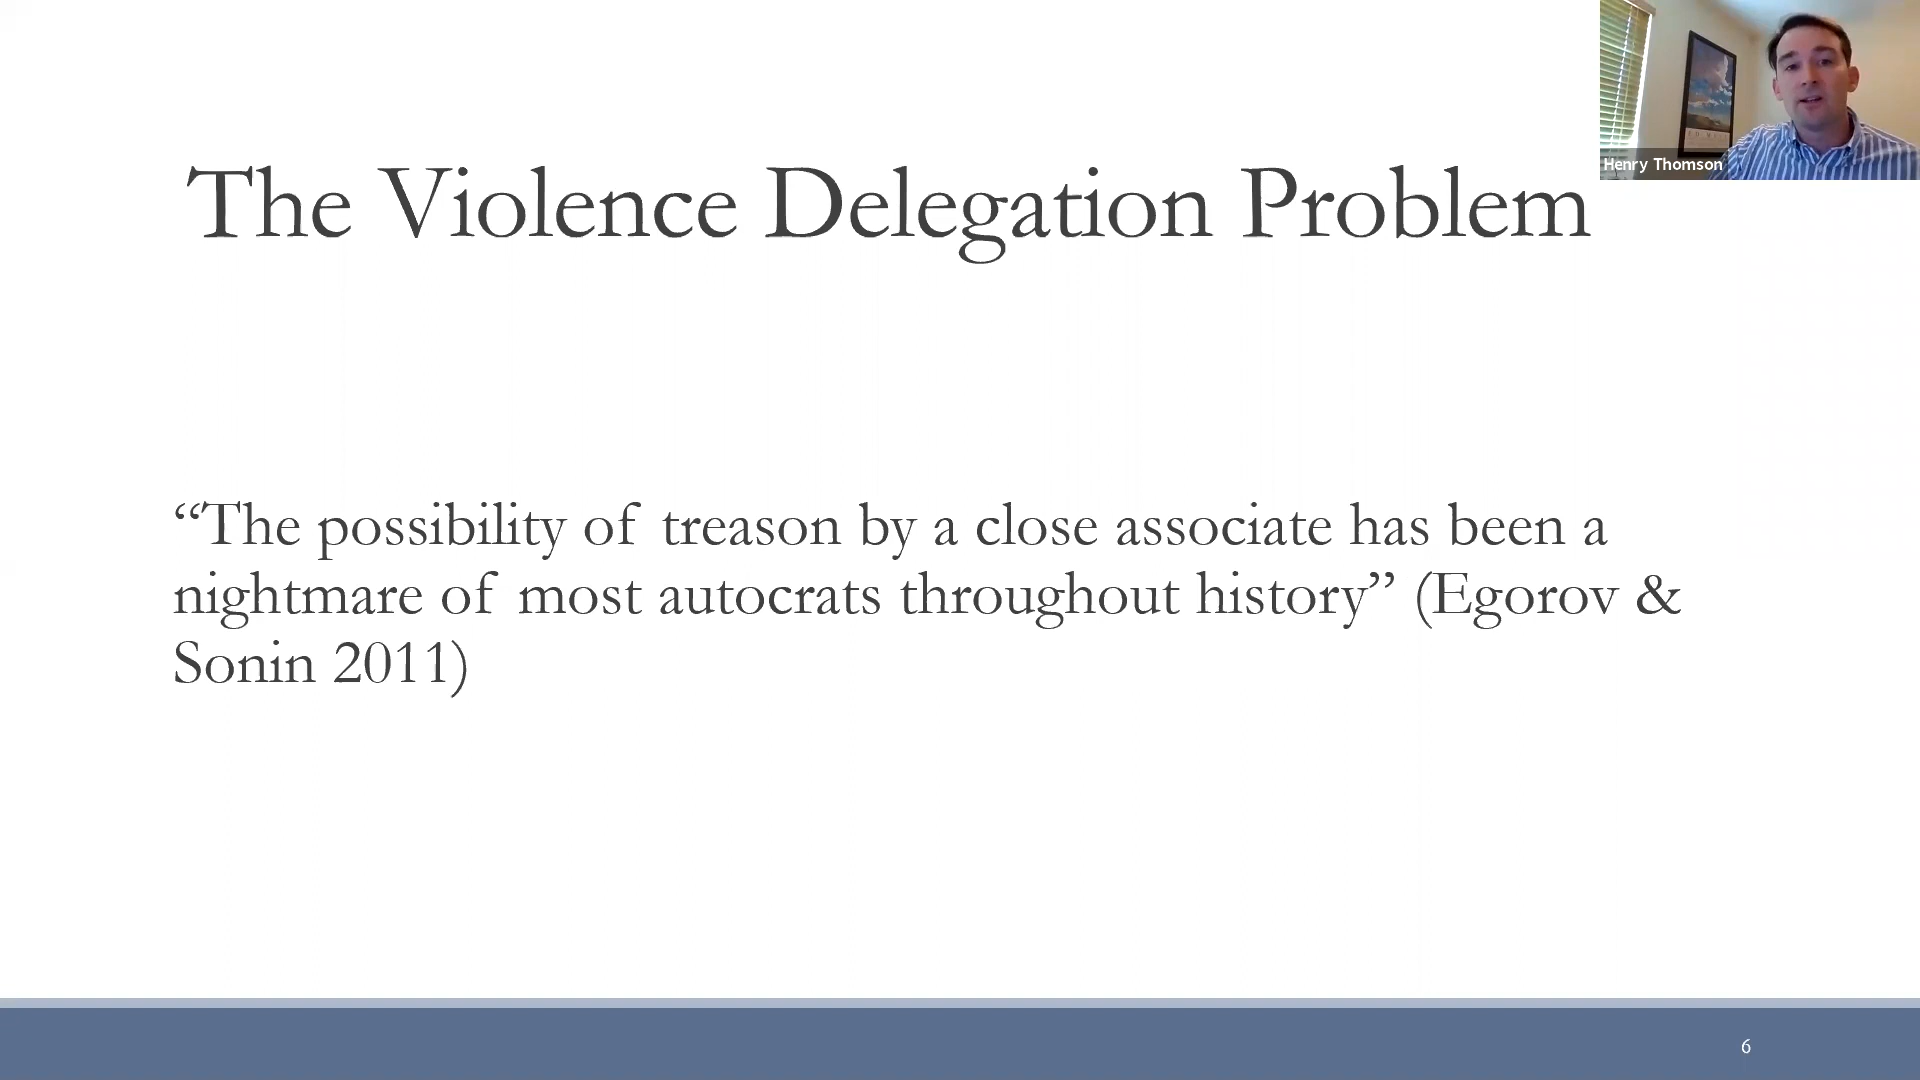 Henry Thomson
The Violence Delegation Problem
“The possibility of treason by a close associate has been a
nightmare of most autocrats throughout history” (Egorov &
Sonin 2011)
6